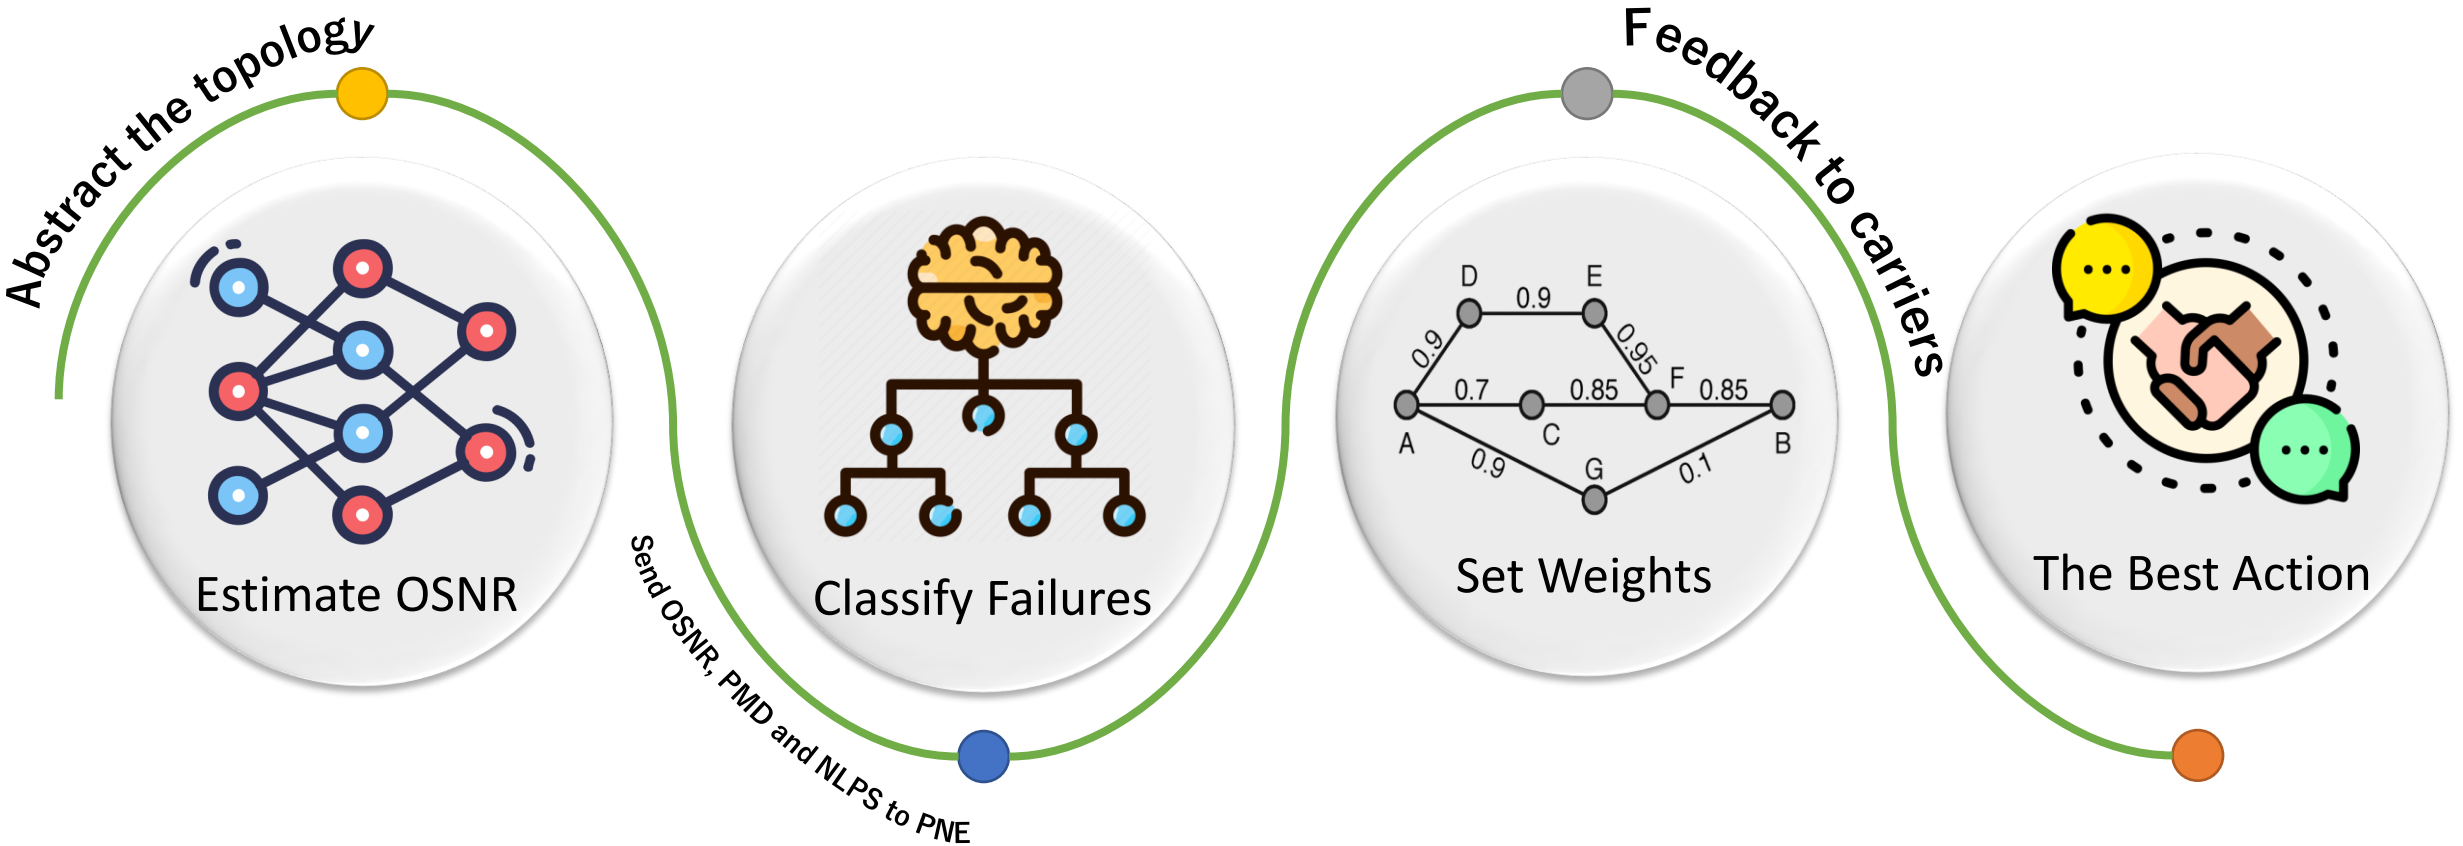 Abstract the topology
Estimate OSNR
Send OSNR, PMD and NLPS to PNE
Classify Failures
D
E
0.9
0.9
0.95
F
0.7
0.85
0.85
A
C
B
0.9
G
0.1
Set Weights
Feedback to carriers
The Best Action